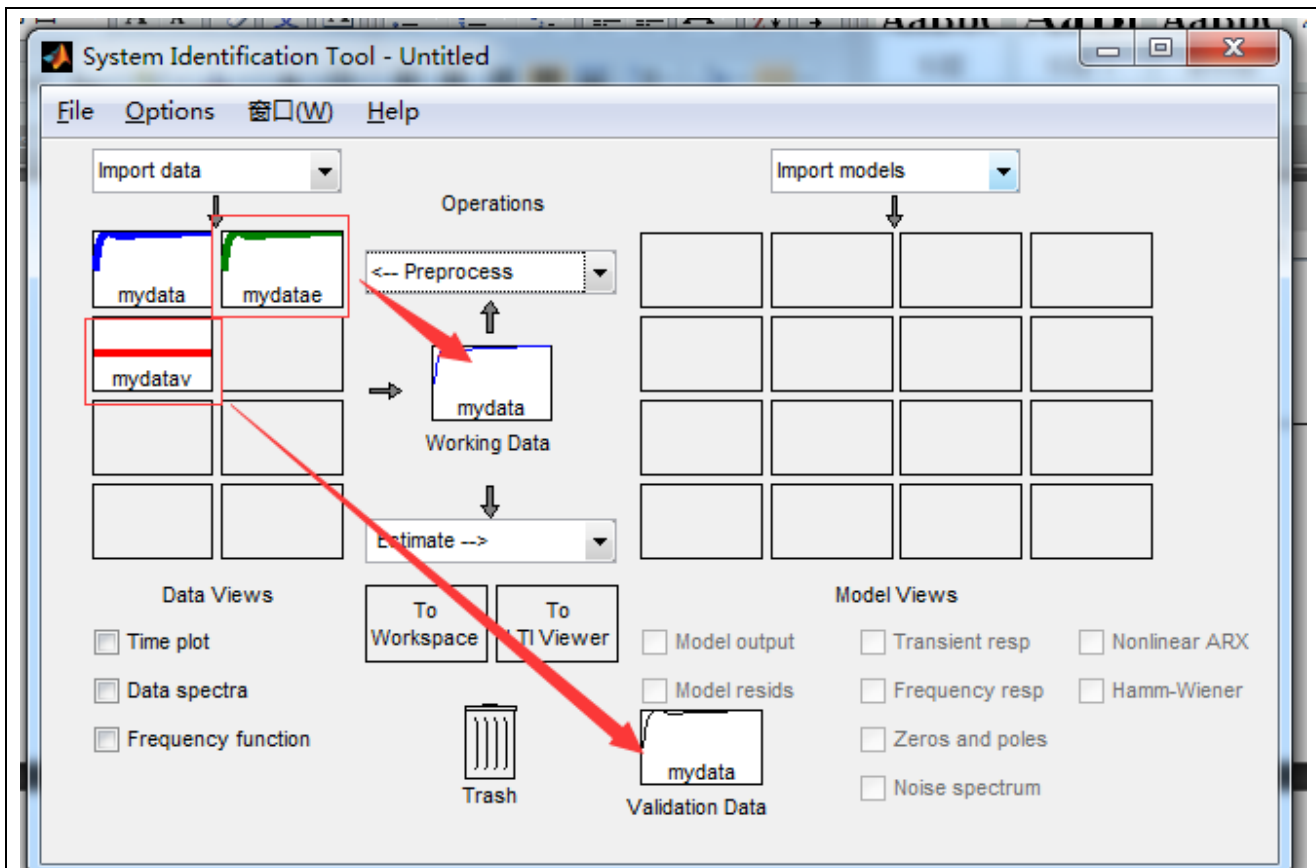 System Identification Tool - Untitled
File Options 窗口(W) Help
Import data
Import models
Operations
mydata
mydatae
<-- Preprocess
mydatav
mydata
Working Data
Estimate -->
Data Views
To
Workspace
To
LTI Viewer
Model Views
Time plot
Data spectra
Frequency function
Model output
Transient resp
Nonlinear ARX
Model resids
Frequency resp
Hamm-Wiener
Zeros and poles
Noise spectrum
Trash
mydata
Validation Data